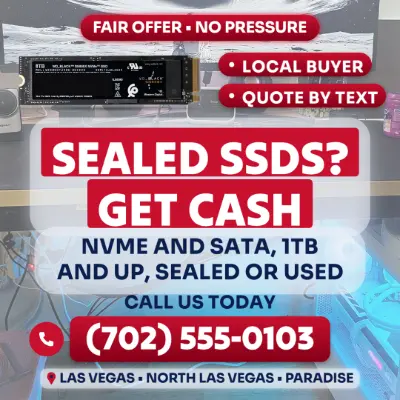 FAIR OFFER • NO PRESSURE
8TB
• LOCAL BUYER
• QUOTE BY TEXT
SEALED SSDS?
GET CASH
NVME AND SATA, 1TB
AND UP, SEALED OR USED
CALL US TODAY
(702) 555-0103
LAS VEGAS • NORTH LAS VEGAS • PARADISE